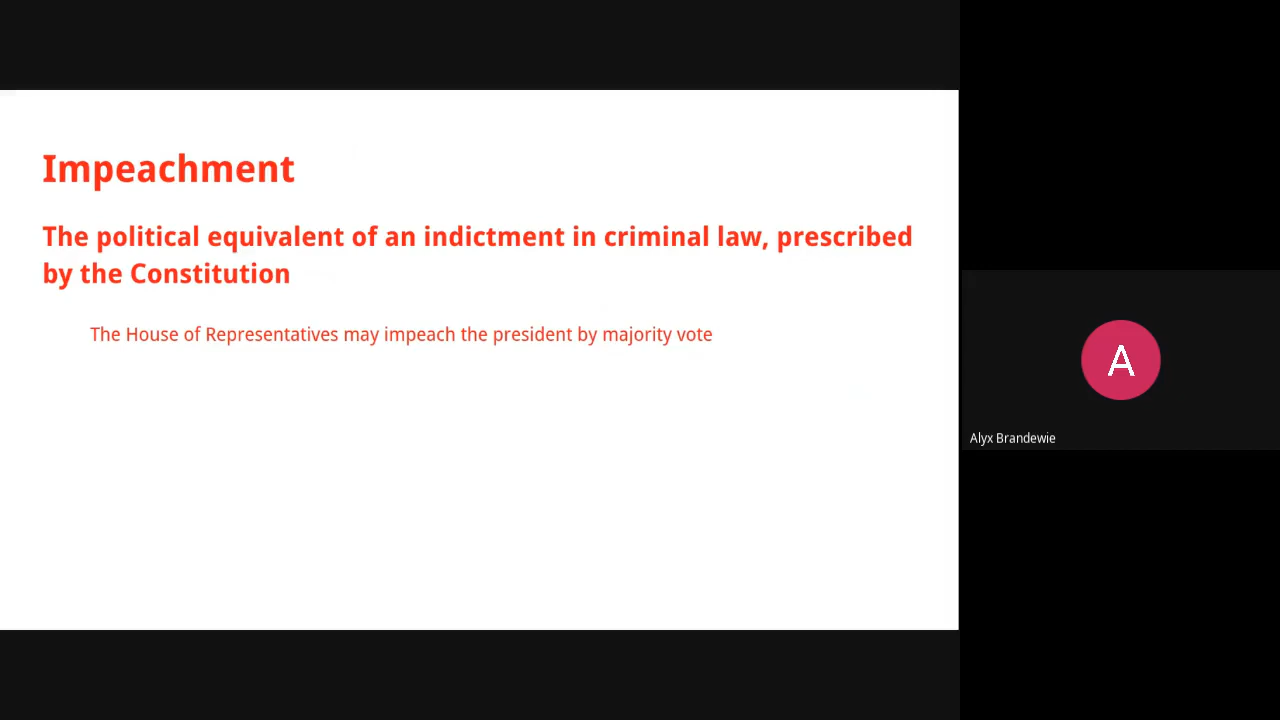 Impeachment
The political equivalent of an indictment in criminal law, prescribed
by the Constitution
The House of Representatives may impeach the president by majority vote
A
Alyx Brandewie